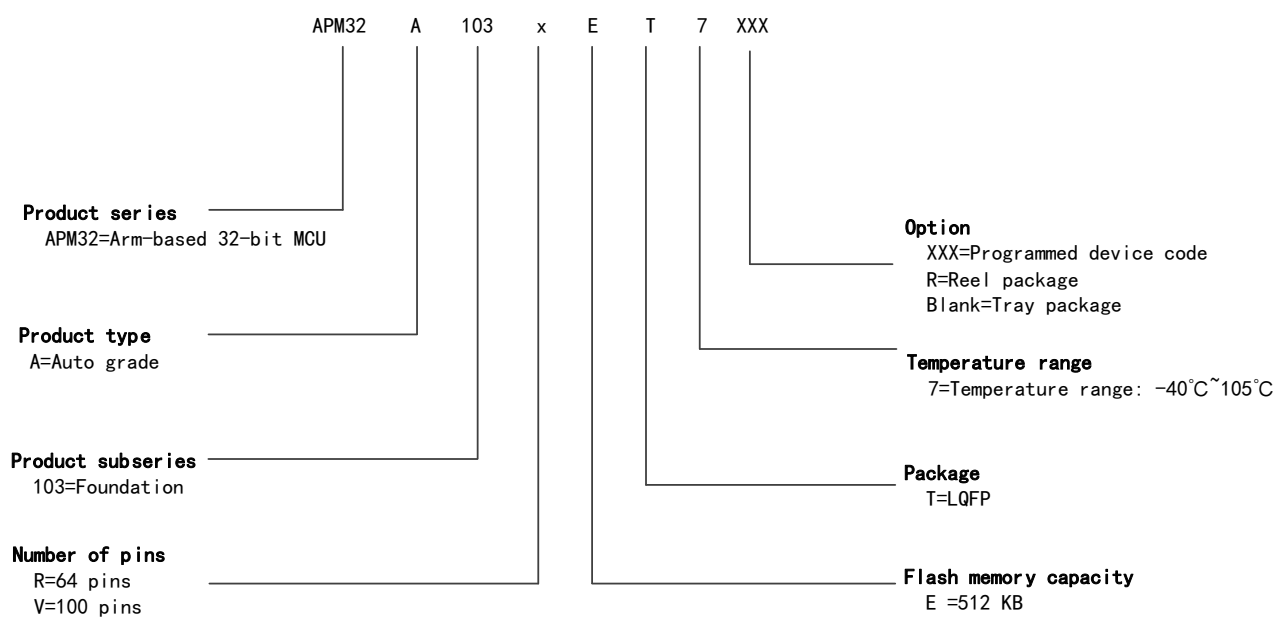 APM32 A 103 x E T 7 XXX
Product series
APM32=Arm-based 32-bit MCU
Product type
A=Auto grade
Product subseries
103=Foundation
Number of pins
R=64 pins
V=100 pins
Option
XXX=Programmed device code
R=Reel package
Blank=Tray package
Temperature range
7=Temperature range: -40℃~105℃
Package
T=LQFP
Flash memory capacity
E =512 KB